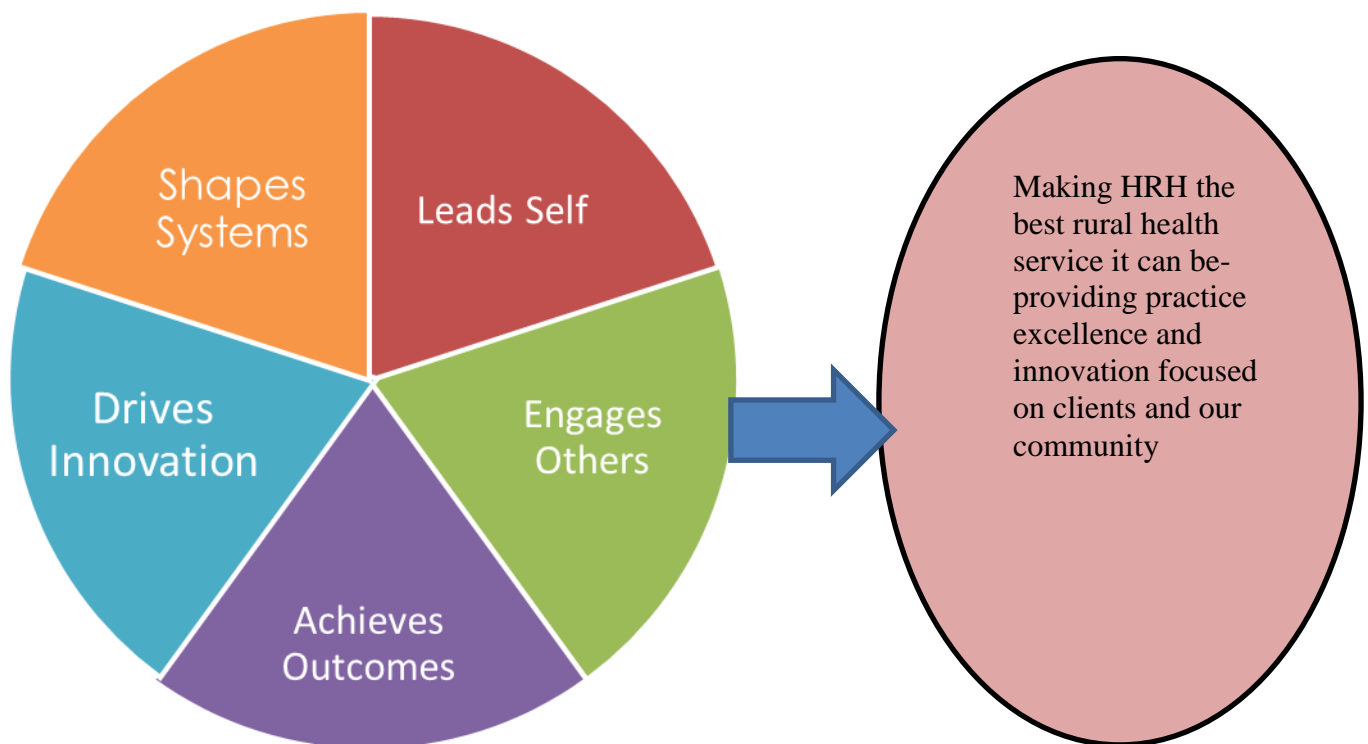 Shapes
Systems
Leads Self
Drives
Innovation
Engages
Others
Achieves
Outcomes
Making HRH the
best rural health
service it can be-
providing practice
excellence and
innovation focused
on clients and our
community